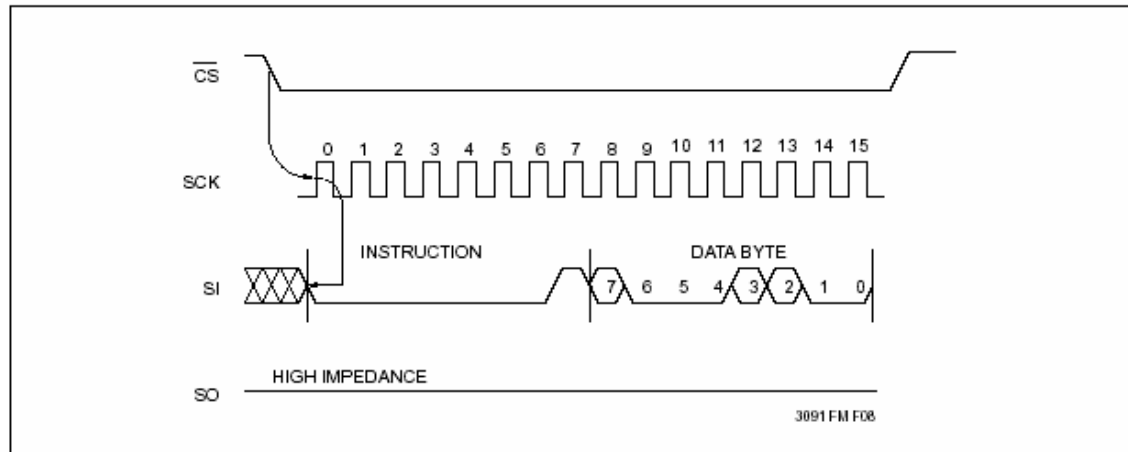 CS
0 1 2 3 4 5 6 7 8 9 10 11 12 13 14 15
SCK
INSTRUCTION DATA BYTE
SI 7 6 5 4 3 2 1 0
HIGH IMPEDANCE
SO
3091 FM F08